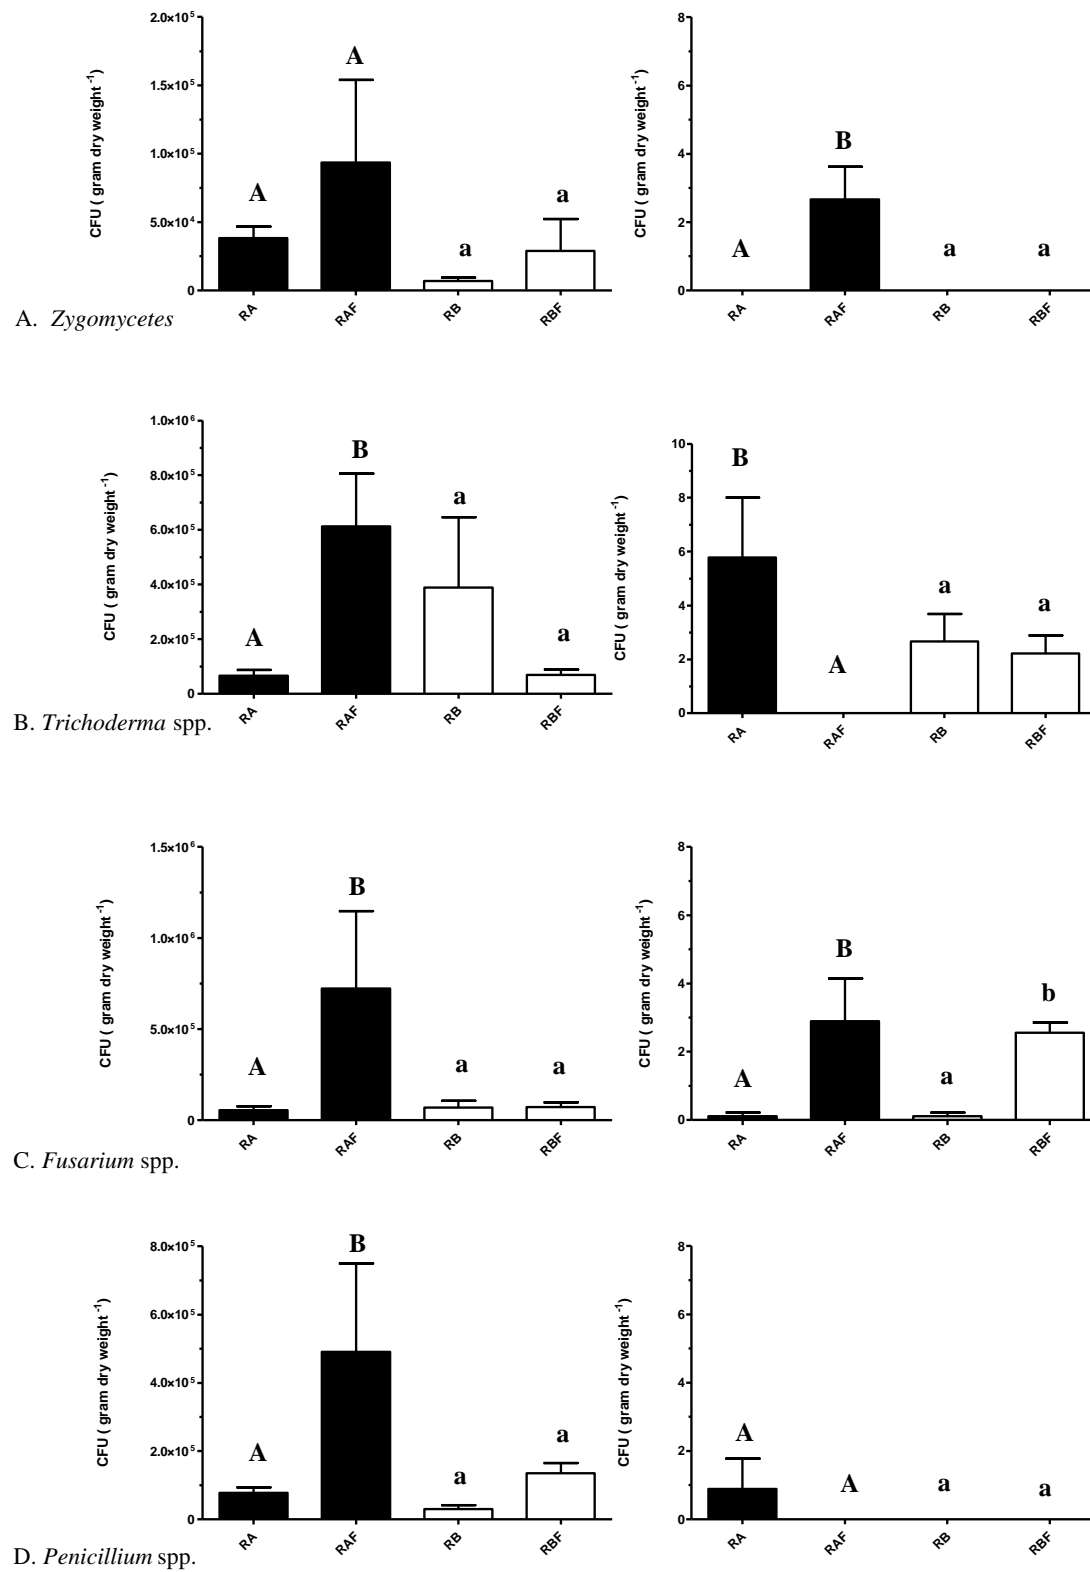 2.0×10⁵
1.5×10⁵
1.0×10⁵
5.0×10⁴
0
CFU ( gram dry weight ⁻¹)
A
A
a
a
RA
RAF
RB
RBF
8
6
4
2
0
CFU ( gram dry weight ⁻¹)
A
B
a
a
RA
RAF
RB
RBF
A. Zygomycetes
1.0×10⁶
8.0×10⁵
6.0×10⁵
4.0×10⁵
2.0×10⁵
0
CFU ( gram dry weight ⁻¹)
A
B
a
a
RA
RAF
RB
RBF
10
8
6
4
2
0
CFU ( gram dry weight ⁻¹)
B
A
a
a
RA
RAF
RB
RBF
B. Trichoderma spp.
1.5×10⁶
1.0×10⁶
5.0×10⁵
0
CFU ( gram dry weight ⁻¹)
A
B
a
a
RA
RAF
RB
RBF
8
6
4
2
0
CFU ( gram dry weight ⁻¹)
A
B
a
b
RA
RAF
RB
RBF
C. Fusarium spp.
8.0×10⁵
6.0×10⁵
4.0×10⁵
2.0×10⁵
0
CFU ( gram dry weight ⁻¹)
A
B
a
a
RA
RAF
RB
RBF
8
6
4
2
0
CFU ( gram dry weight ⁻¹)
A
A
a
a
RA
RAF
RB
RBF
D. Penicillium spp.